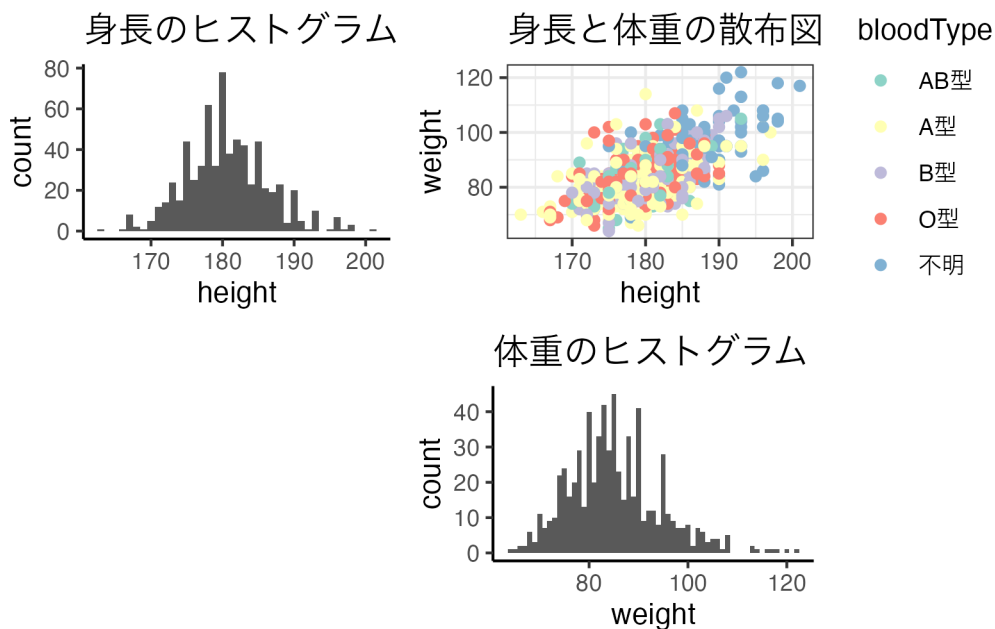 身長のヒストグラム
80
60
40
20
0
count
170 180 190 200
height
身長と体重の散布図
120
100
80
weight
170 180 190 200
height
bloodType
AB型
A型
B型
O型
不明
体重のヒストグラム
40
30
20
10
0
count
80 100 120
weight